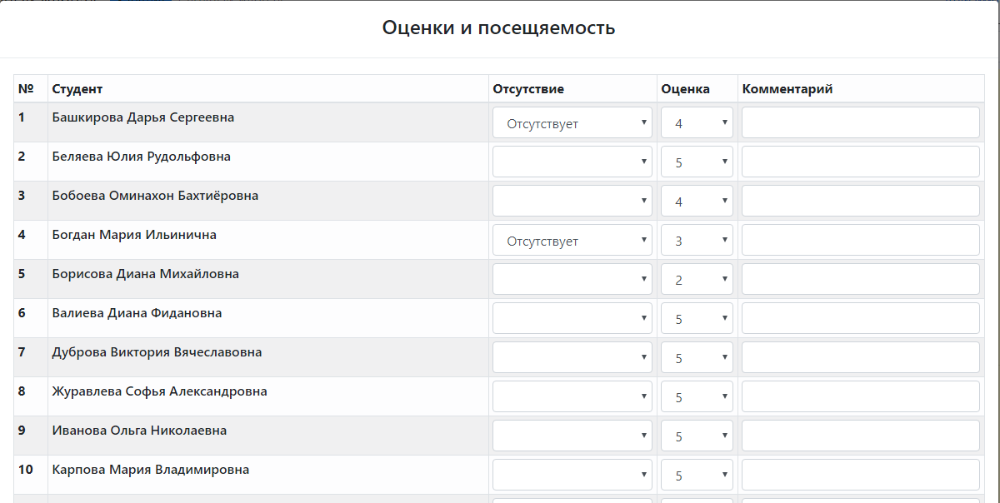 Оценки и посещяемость
№ Студент Отсутствие Оценка Комментарий
1 Башкирова Дарья Сергеевна Отсутствует 4
2 Беляева Юлия Рудольфовна 5
3 Бобоева Оминахон Бахтиёровна 4
4 Богдан Мария Ильинична Отсутствует 3
5 Борисова Диана Михайловна 2
6 Валиева Диана Фидановна 5
7 Дуброва Виктория Вячеславовна 5
8 Журавлева Софья Александровна 5
9 Иванова Ольга Николаевна 5
10 Карпова Мария Владимировна 5